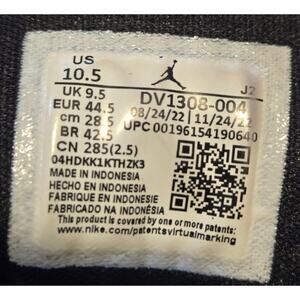 US
10.5
J2
UK 9.5
DV1308-004
EUR 44.5
08/24/22 11/24/22
cm 28.5
UPC 00196154190640
BR 42.5
CN 285(2.5)
04HDKK1KTHZK3
MADE IN INDONESIA
HECHO EN INDONESIA
FABRIQUE EN INDONESIE
FABRICADO NA INDONÉSIA
This product is covered by one or more patents:
www.nike.com/patentsvirtualmarking